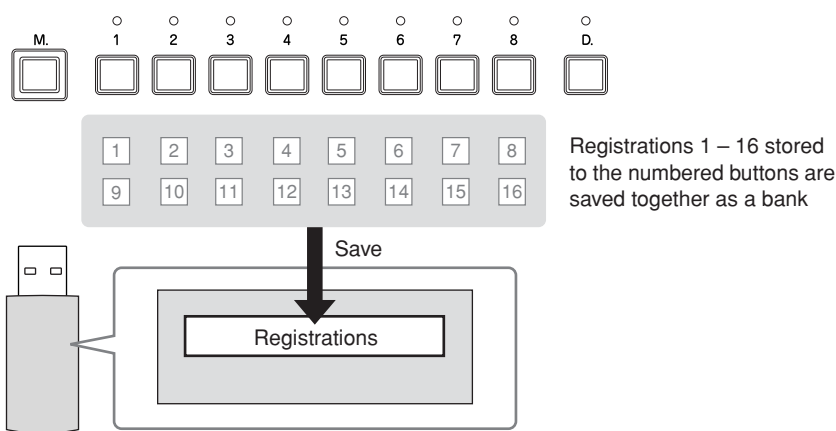 M. 1 2 3 4 5 6 7 8 D.
1 2 3 4 5 6 7 8
9 10 11 12 13 14 15 16
Registrations 1 – 16 stored
to the numbered buttons are
saved together as a bank
Save
Registrations